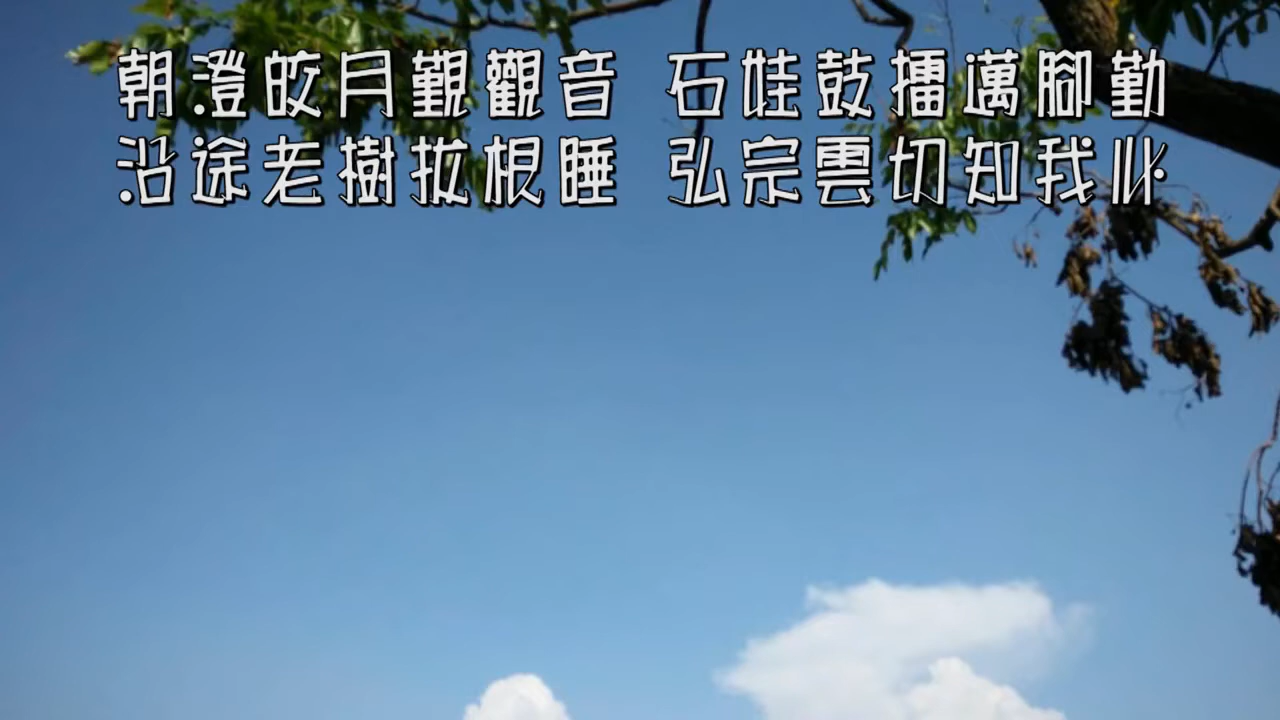 朝澄皎月覲觀音 石娃鼓擂邁腳勤
沿途老樹拔根睡 弘宗雲切知我心